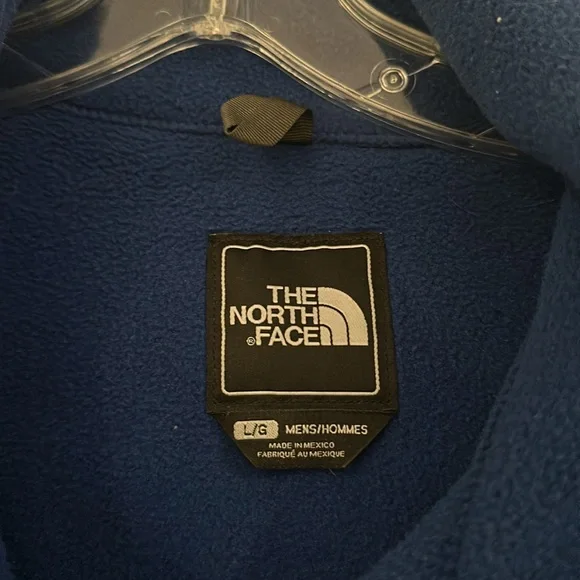 THE
NORTH
®FACE
L/G MENS/HOMMES
MADE IN MEXICO
FABRIQUÉ AU MEXIQUE